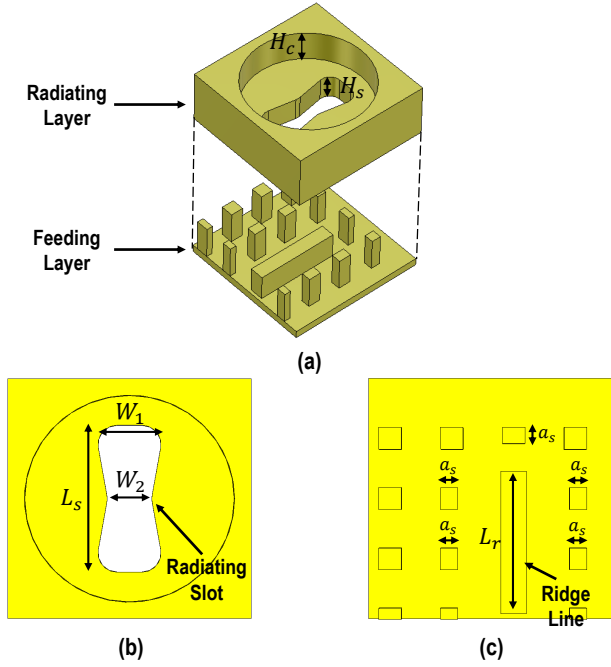 H_c
H_s
Radiating
Layer
Feeding
Layer
(a)
W_1
W_2
L_s
Radiating
Slot
(b)
a_s
a_s
a_s
a_s
a_s
L_r
Ridge
Line
(c)